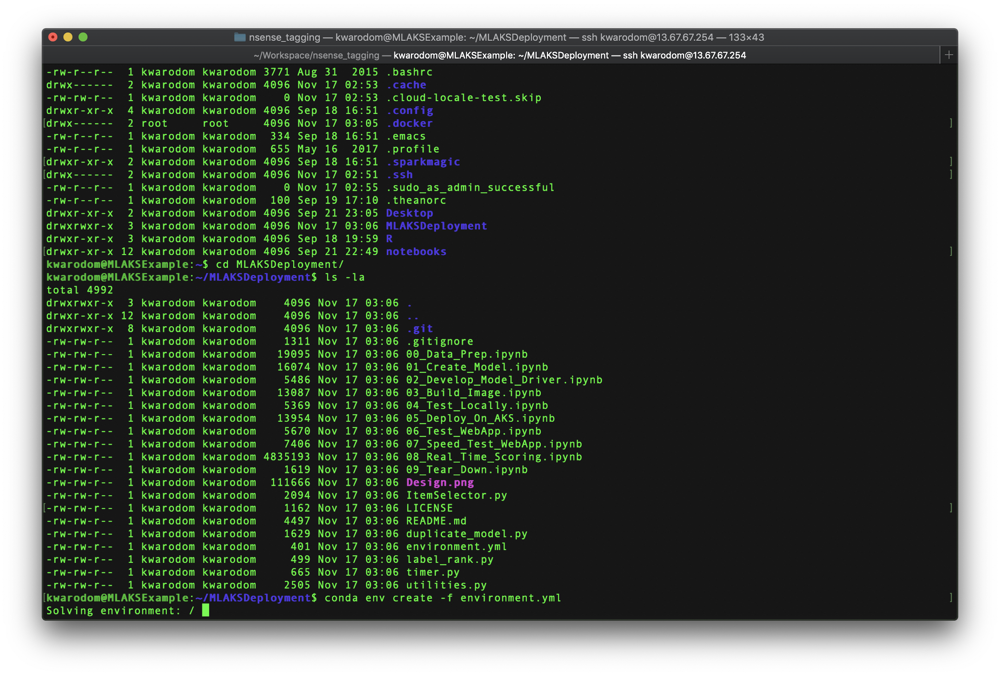 nsense_tagging — kwarodom@MLAKSExample: ~/MLAKSDeployment — ssh kwarodom@13.67.67.254 — 133×43
~/Workspace/nsense_tagging — kwarodom@MLAKSExample: ~/MLAKSDeployment — ssh kwarodom@13.67.67.254 +
-rw-r--r--  1 kwarodom kwarodom 3771 Aug 31  2015 .bashrc
drwx------  2 kwarodom kwarodom 4096 Nov 17 02:53 .cache
-rw-rw-r--  1 kwarodom kwarodom    0 Nov 17 02:53 .cloud-locale-test.skip
drwxr-xr-x  4 kwarodom kwarodom 4096 Sep 18 16:51 .config
[drwx------  2 root     root     4096 Nov 17 03:05 .docker ]
-rw-r--r--  1 kwarodom kwarodom  334 Sep 18 16:51 .emacs
-rw-r--r--  1 kwarodom kwarodom  655 May 16  2017 .profile
[drwxr-xr-x  2 kwarodom kwarodom 4096 Sep 18 16:51 .sparkmagic ]
[drwx------  2 kwarodom kwarodom 4096 Nov 17 02:51 .ssh ]
-rw-r--r--  1 kwarodom kwarodom    0 Nov 17 02:55 .sudo_as_admin_successful
-rw-r--r--  1 kwarodom kwarodom  100 Sep 19 17:10 .theanorc
drwxr-xr-x  2 kwarodom kwarodom 4096 Sep 21 23:05 Desktop
drwxrwxr-x  3 kwarodom kwarodom 4096 Nov 17 03:06 MLAKSDeployment
drwxr-xr-x  3 kwarodom kwarodom 4096 Sep 18 19:59 R
[drwxr-xr-x 12 kwarodom kwarodom 4096 Sep 21 22:49 notebooks ]
kwarodom@MLAKSExample:~$ cd MLAKSDeployment/
kwarodom@MLAKSExample:~/MLAKSDeployment$ ls -la
total 4992
drwxrwxr-x  3 kwarodom kwarodom    4096 Nov 17 03:06 .
drwxr-xr-x 12 kwarodom kwarodom    4096 Nov 17 03:06 ..
drwxrwxr-x  8 kwarodom kwarodom    4096 Nov 17 03:06 .git
-rw-rw-r--  1 kwarodom kwarodom    1311 Nov 17 03:06 .gitignore
-rw-rw-r--  1 kwarodom kwarodom   19095 Nov 17 03:06 00_Data_Prep.ipynb
-rw-rw-r--  1 kwarodom kwarodom   16074 Nov 17 03:06 01_Create_Model.ipynb
-rw-rw-r--  1 kwarodom kwarodom    5486 Nov 17 03:06 02_Develop_Model_Driver.ipynb
-rw-rw-r--  1 kwarodom kwarodom   13087 Nov 17 03:06 03_Build_Image.ipynb
-rw-rw-r--  1 kwarodom kwarodom    5369 Nov 17 03:06 04_Test_Locally.ipynb
-rw-rw-r--  1 kwarodom kwarodom   13954 Nov 17 03:06 05_Deploy_On_AKS.ipynb
-rw-rw-r--  1 kwarodom kwarodom    5670 Nov 17 03:06 06_Test_WebApp.ipynb
-rw-rw-r--  1 kwarodom kwarodom    7406 Nov 17 03:06 07_Speed_Test_WebApp.ipynb
-rw-rw-r--  1 kwarodom kwarodom 4835193 Nov 17 03:06 08_Real_Time_Scoring.ipynb
-rw-rw-r--  1 kwarodom kwarodom    1619 Nov 17 03:06 09_Tear_Down.ipynb
-rw-rw-r--  1 kwarodom kwarodom  111666 Nov 17 03:06 Design.png
-rw-rw-r--  1 kwarodom kwarodom    2094 Nov 17 03:06 ItemSelector.py
[-rw-rw-r--  1 kwarodom kwarodom    1162 Nov 17 03:06 LICENSE ]
-rw-rw-r--  1 kwarodom kwarodom    4497 Nov 17 03:06 README.md
-rw-rw-r--  1 kwarodom kwarodom    1629 Nov 17 03:06 duplicate_model.py
-rw-rw-r--  1 kwarodom kwarodom     401 Nov 17 03:06 environment.yml
-rw-rw-r--  1 kwarodom kwarodom     499 Nov 17 03:06 label_rank.py
-rw-rw-r--  1 kwarodom kwarodom     665 Nov 17 03:06 timer.py
-rw-rw-r--  1 kwarodom kwarodom    2505 Nov 17 03:06 utilities.py
[kwarodom@MLAKSExample:~/MLAKSDeployment$ conda env create -f environment.yml ]
Solving environment: /